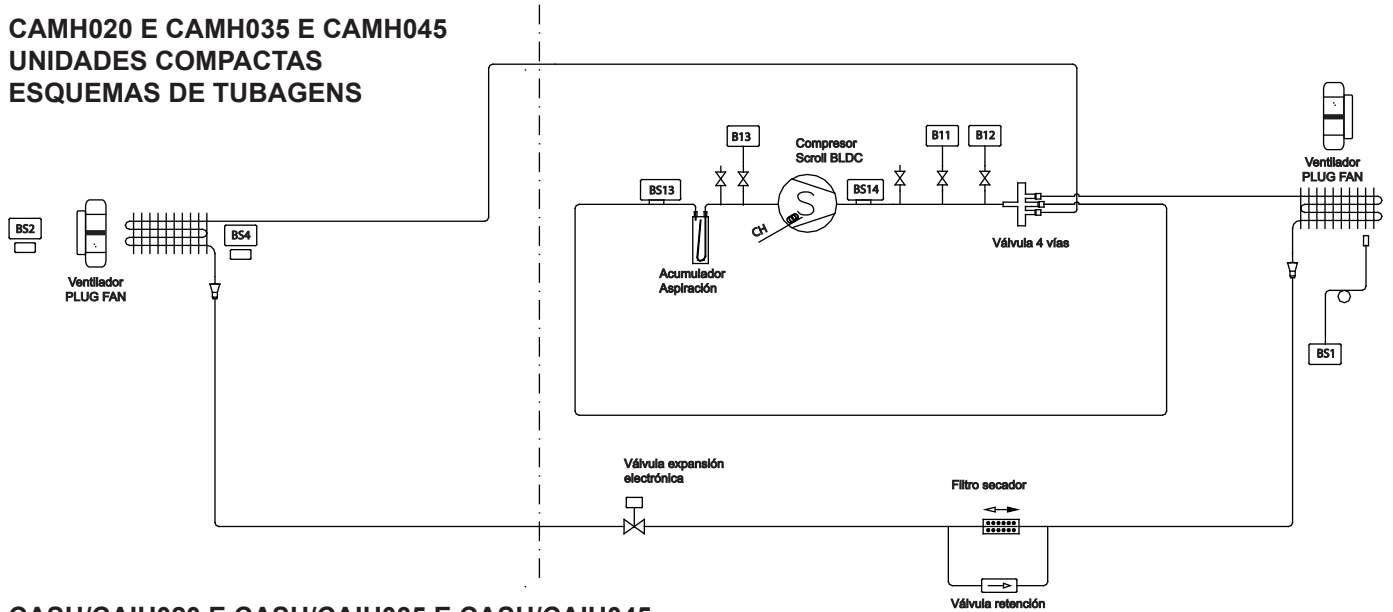 CAMH020 E CAMH035 E CAMH045
UNIDADES COMPACTAS
ESQUEMAS DE TUBAGENS
B13
Compresor
Scroll BLDC
B11
B12
Ventilador
PLUG FAN
BS13
S
BS14
CH
BS2
BS4
Válvula 4 vías
Ventilador
PLUG FAN
Acumulador
Aspiración
BS1
Válvula expansión
electrónica
Filtro secador
Válvula retención